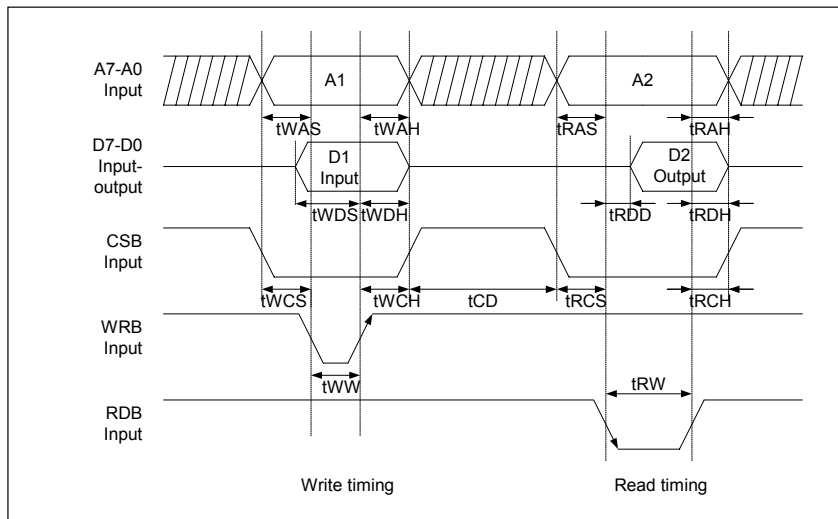 A7-A0
Input
A1
A2
tWAS
tWAH
tRAS
tRAH
D7-D0
Input-
output
D1
Input
D2
Output
tWDS
tWDH
tRDD
tRDH
CSB
Input
tWCS
tWCH
tCD
tRCS
tRCH
WRB
Input
tWW
tRW
RDB
Input
Write timing
Read timing